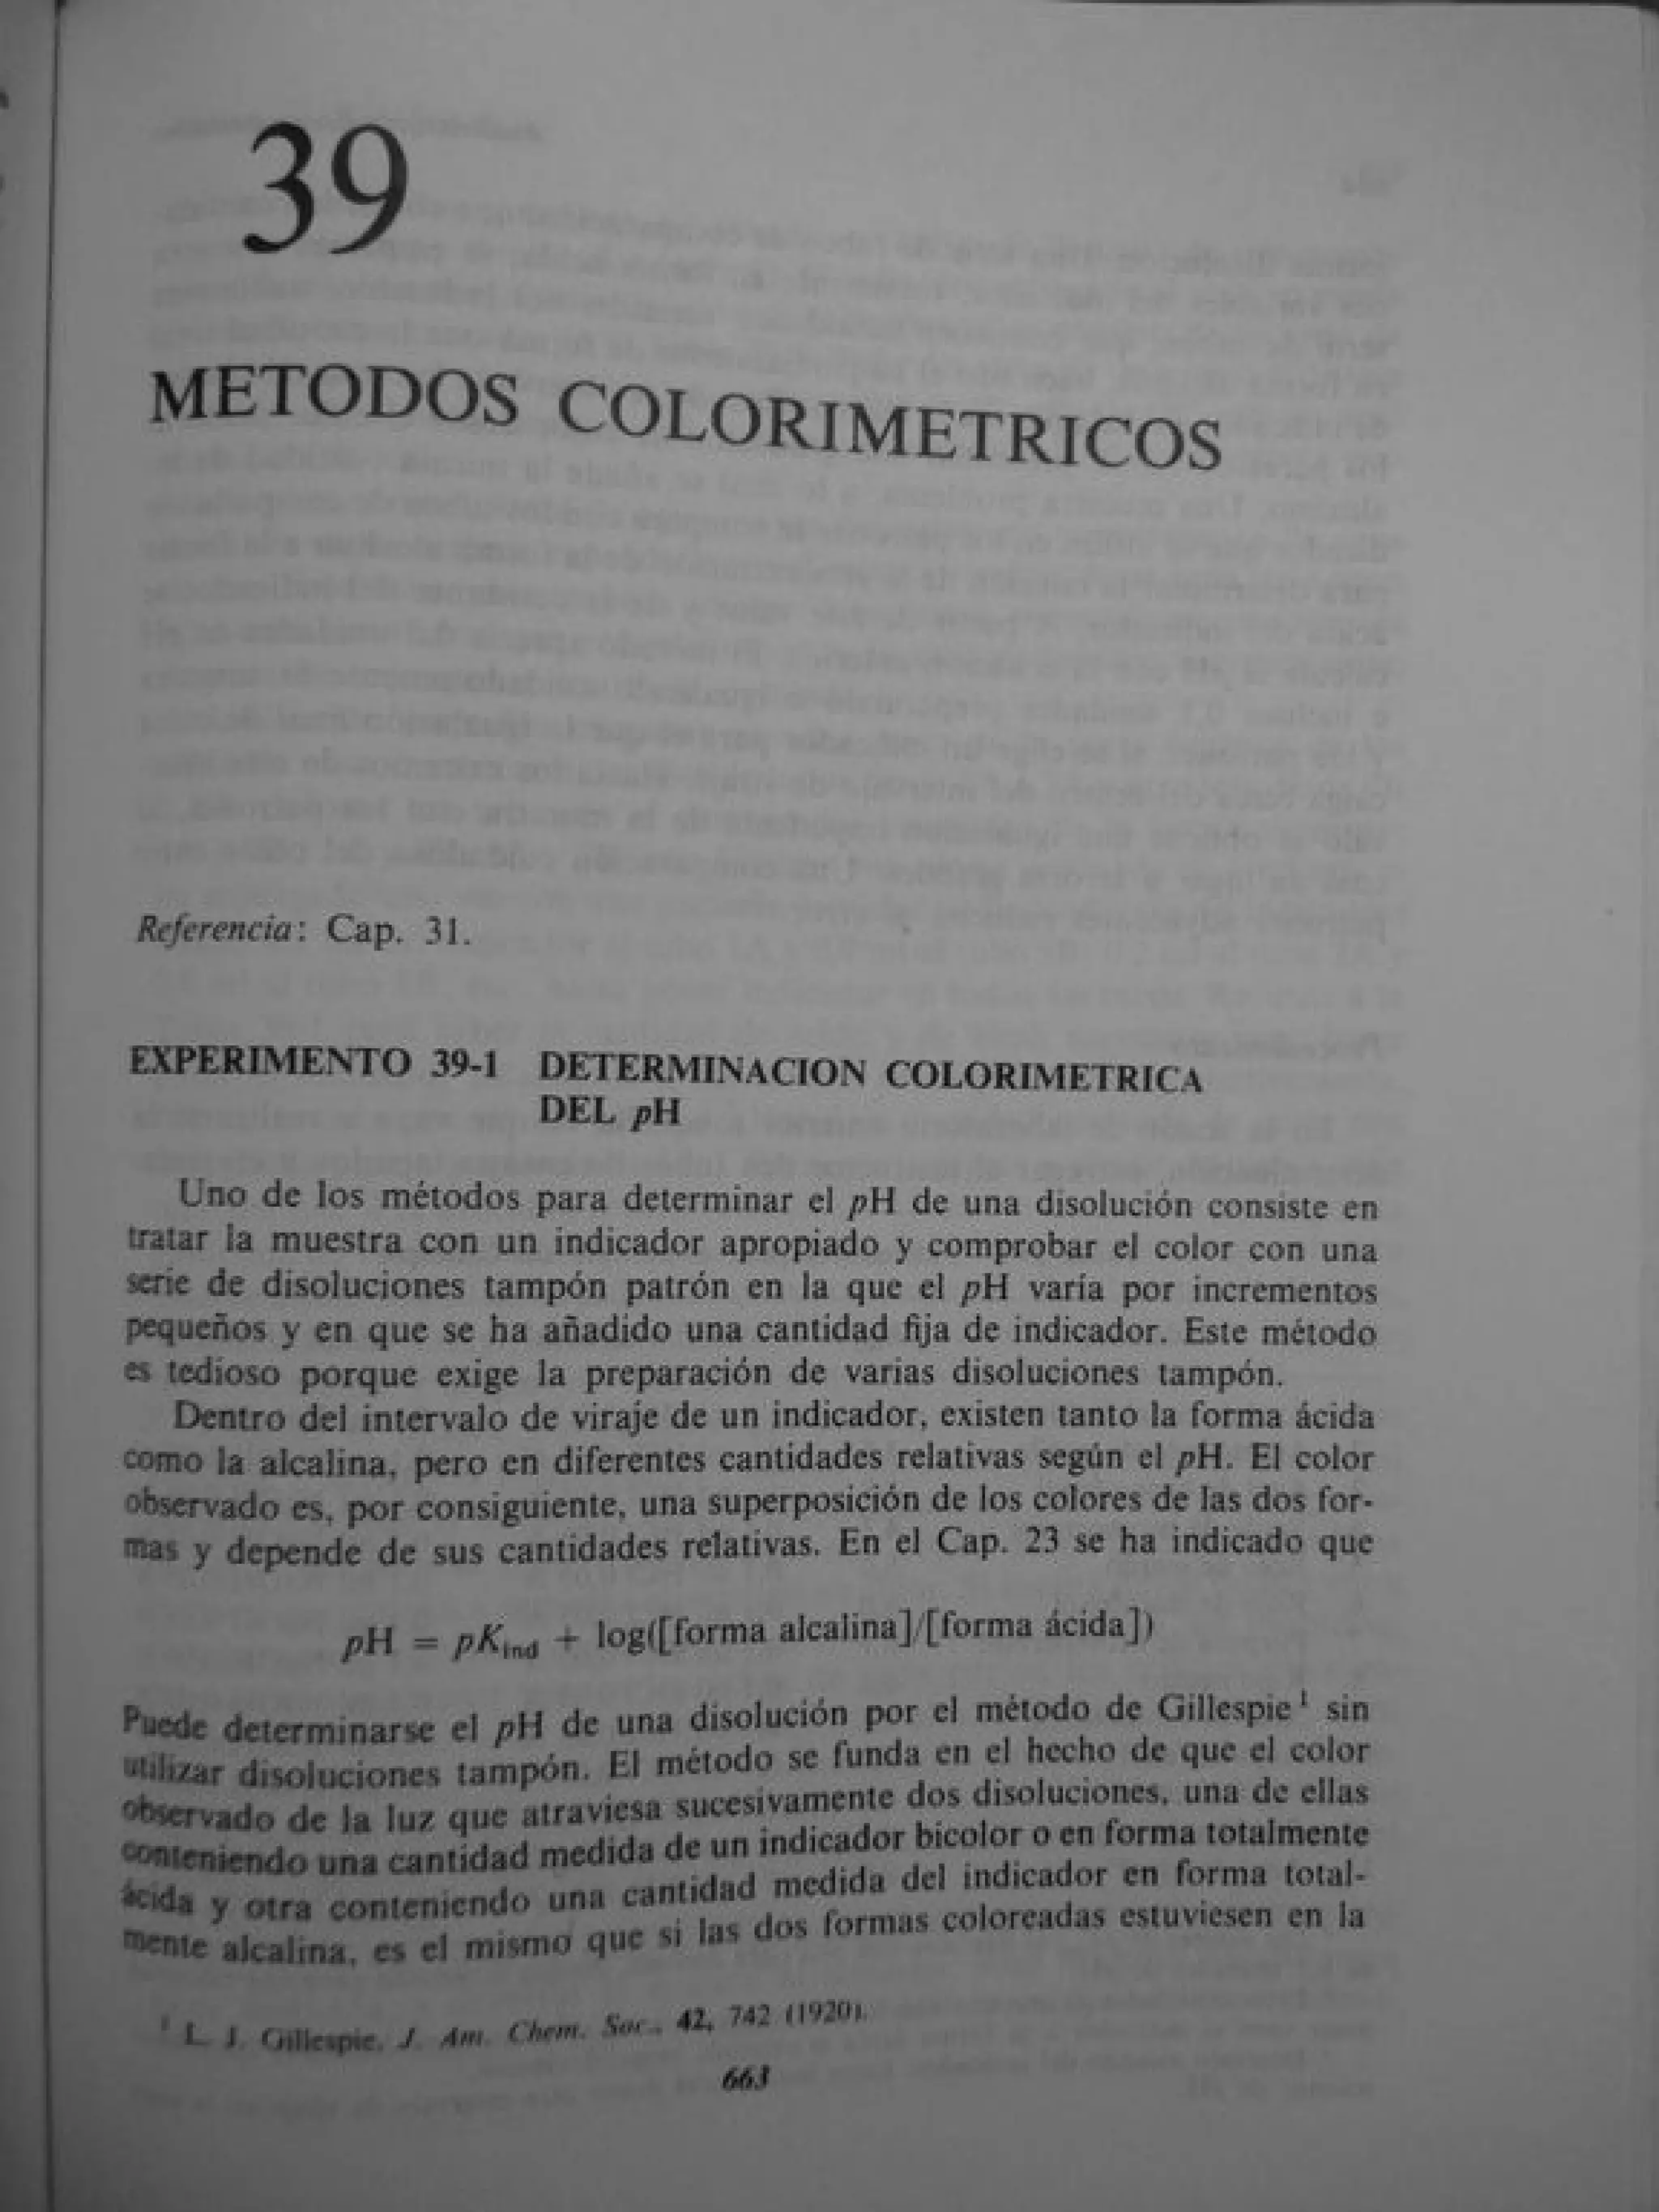 39
METODOS COLORIMETRICOS
Referencia: Cap. 31.
EXPERIMENTO 39-1 DETERMINACION COLORIMETRICA
DEL pH
Uno de los métodos para determinar el pH de una disolución consiste en
tratar la muestra con un indicador apropiado y comprobar el color con una
serie de disoluciones tampón patrón en la que el pH varía por incrementos
pequeños y en que se ha añadido una cantidad fija de indicador. Este método
es tedioso porque exige la preparación de varias disoluciones tampón.
Dentro del intervalo de viraje de un indicador, existen tanto la forma ácida
como la alcalina, pero en diferentes cantidades relativas según el pH. El color
observado es, por consiguiente, una superposición de los colores de las dos for-
mas y depende de sus cantidades relativas. En el Cap. 23 se ha indicado que
pH = pKind + log([forma alcalina]/[forma ácida])
Puede determinarse el pH de una disolución por el método de Gillespie¹ sin
utilizar disoluciones tampón. El método se funda en el hecho de que el color
observado de la luz que atraviesa sucesivamente dos disoluciones, una de ellas
conteniendo una cantidad medida de un indicador bicolor o en forma totalmente
ácida y otra conteniendo una cantidad medida del indicador en forma total-
mente alcalina, es el mismo que si las dos formas coloreadas estuviesen en la
¹ L. J. Gillespie, J. Am. Chem. Soc., 42, 742 (1920).
663